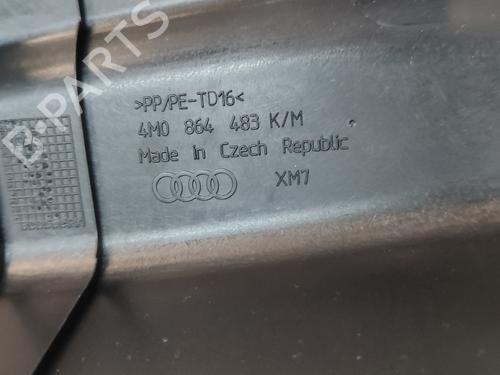 B-PARTS
>PP/PE-TD16<
4M0 864 483 K/M
Made in Czech Republic
XM7